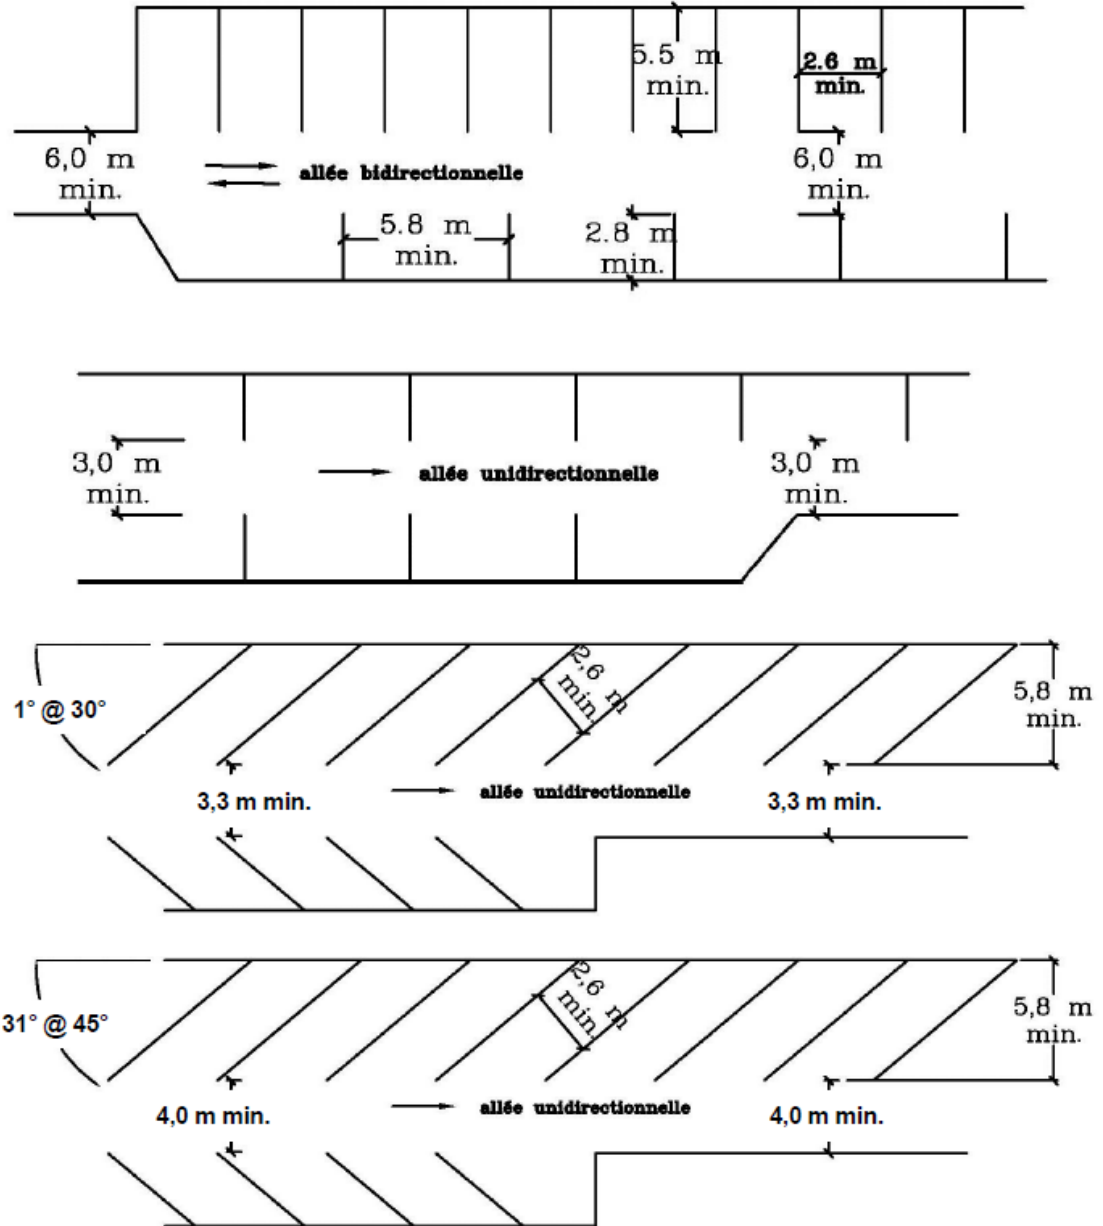 5.5 m
min.
2.6 m
min.
6,0 m
min.
allée bidirectionnelle
6,0 m
min.
5.8 m
min.
2.8 m
min.
3,0 m
min.
allée unidirectionnelle
3,0 m
min.
2,6 m
min.
1° @ 30°
5,8 m
min.
3,3 m min.
allée unidirectionnelle
3,3 m min.
2,6 m
min.
31° @ 45°
5,8 m
min.
4,0 m min.
allée unidirectionnelle
4,0 m min.